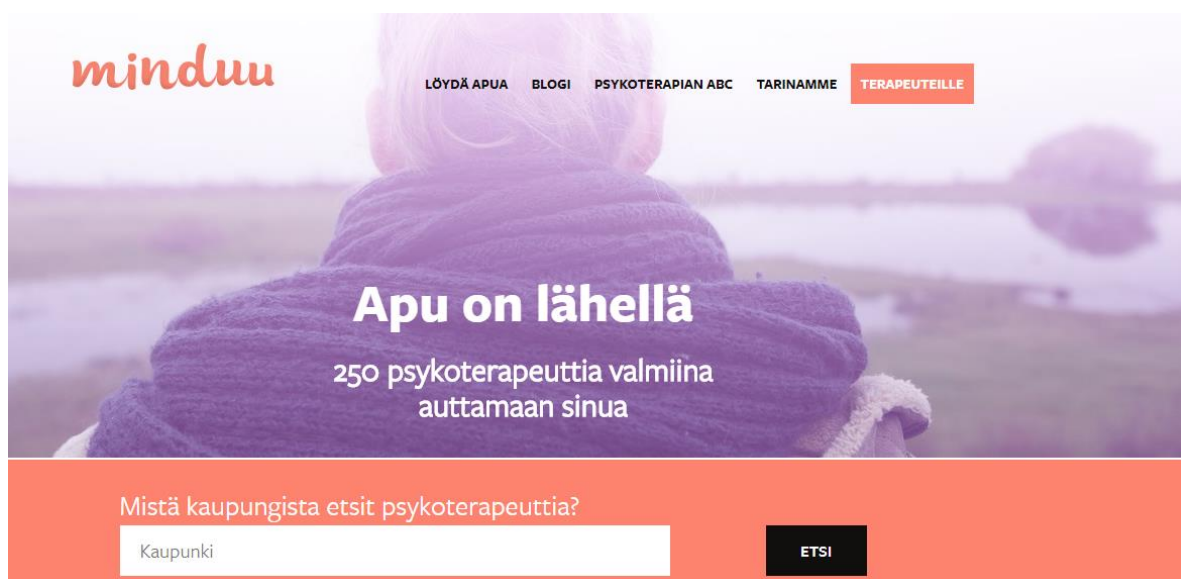 minduu
LÖYDÄ APUA BLOGI PSYKOTERAPIAN ABC TARINAMME TERAPEUTEILLE
Apu on lähellä
250 psykoterapeuttia valmiina
auttamaan sinua
Mistä kaupungista etsit psykoterapeuttia?
Kaupunki ETSI